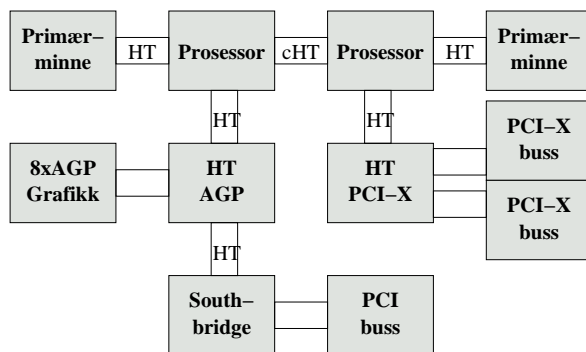 Primær–
minne
HT
Prosessor
cHT
Prosessor
HT
Primær–
minne
HT
HT
8xAGP
Grafikk
HT
AGP
HT
PCI–X
PCI–X
buss
PCI–X
buss
HT
South–
bridge
PCI
buss